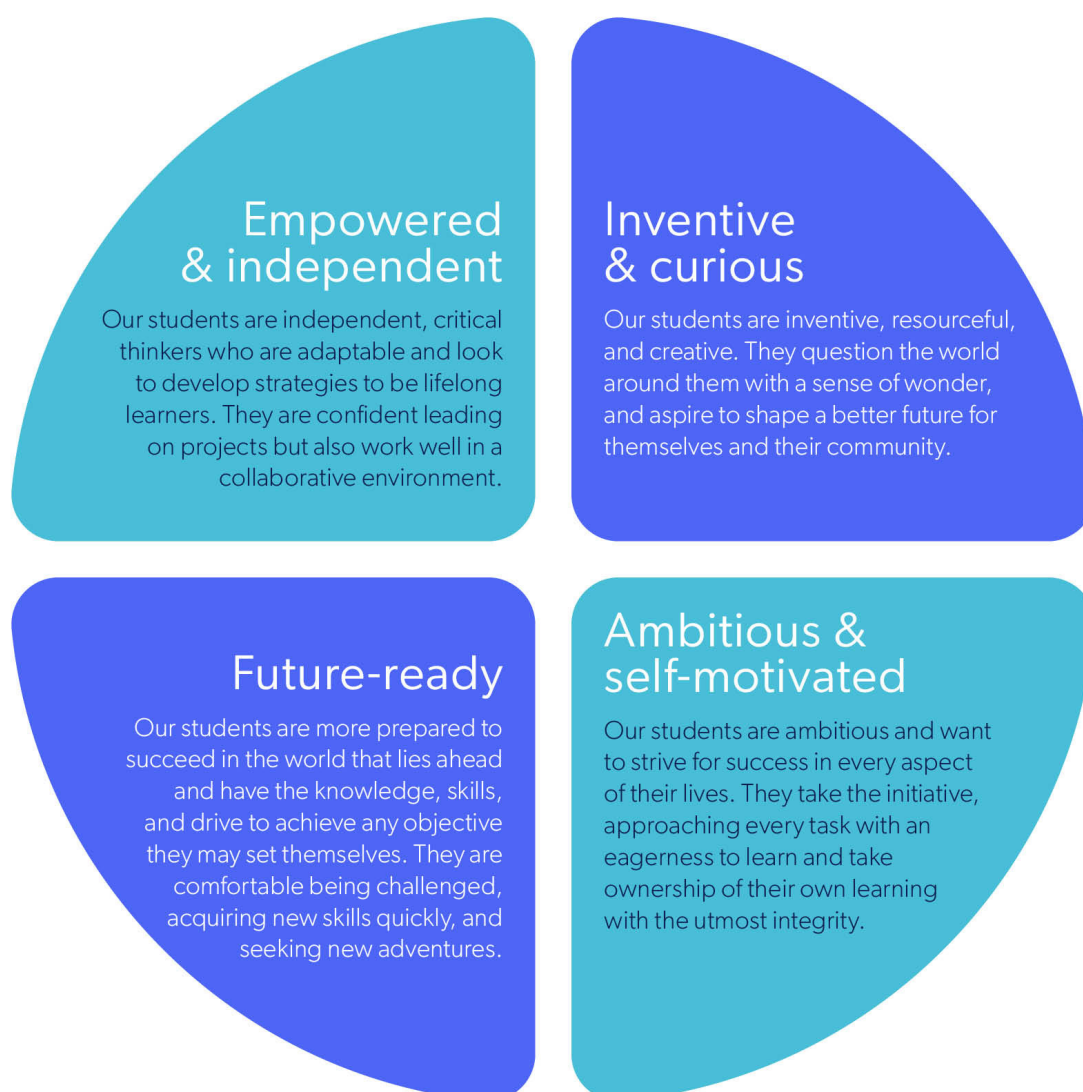 Empowered
& independent
Our students are independent, critical
thinkers who are adaptable and look
to develop strategies to be lifelong
learners. They are confident leading
on projects but also work well in a
collaborative environment.
Inventive
& curious
Our students are inventive, resourceful,
and creative. They question the world
around them with a sense of wonder,
and aspire to shape a better future for
themselves and their community.
Future-ready
Our students are more prepared to
succeed in the world that lies ahead
and have the knowledge, skills,
and drive to achieve any objective
they may set themselves. They are
comfortable being challenged,
acquiring new skills quickly, and
seeking new adventures.
Ambitious &
self-motivated
Our students are ambitious and want
to strive for success in every aspect
of their lives. They take the initiative,
approaching every task with an
eagerness to learn and take
ownership of their own learning
with the utmost integrity.